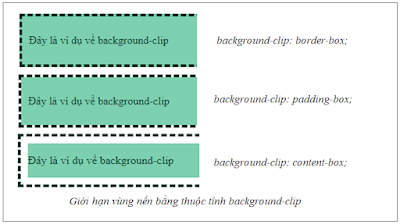 Đây là ví dụ về background-clip
background-clip: border-box;
Đây là ví dụ về background-clip
background-clip: padding-box;
Đây là ví dụ về background-clip
background-clip: content-box;
Giới hạn vùng nền bằng thuộc tính background-clip